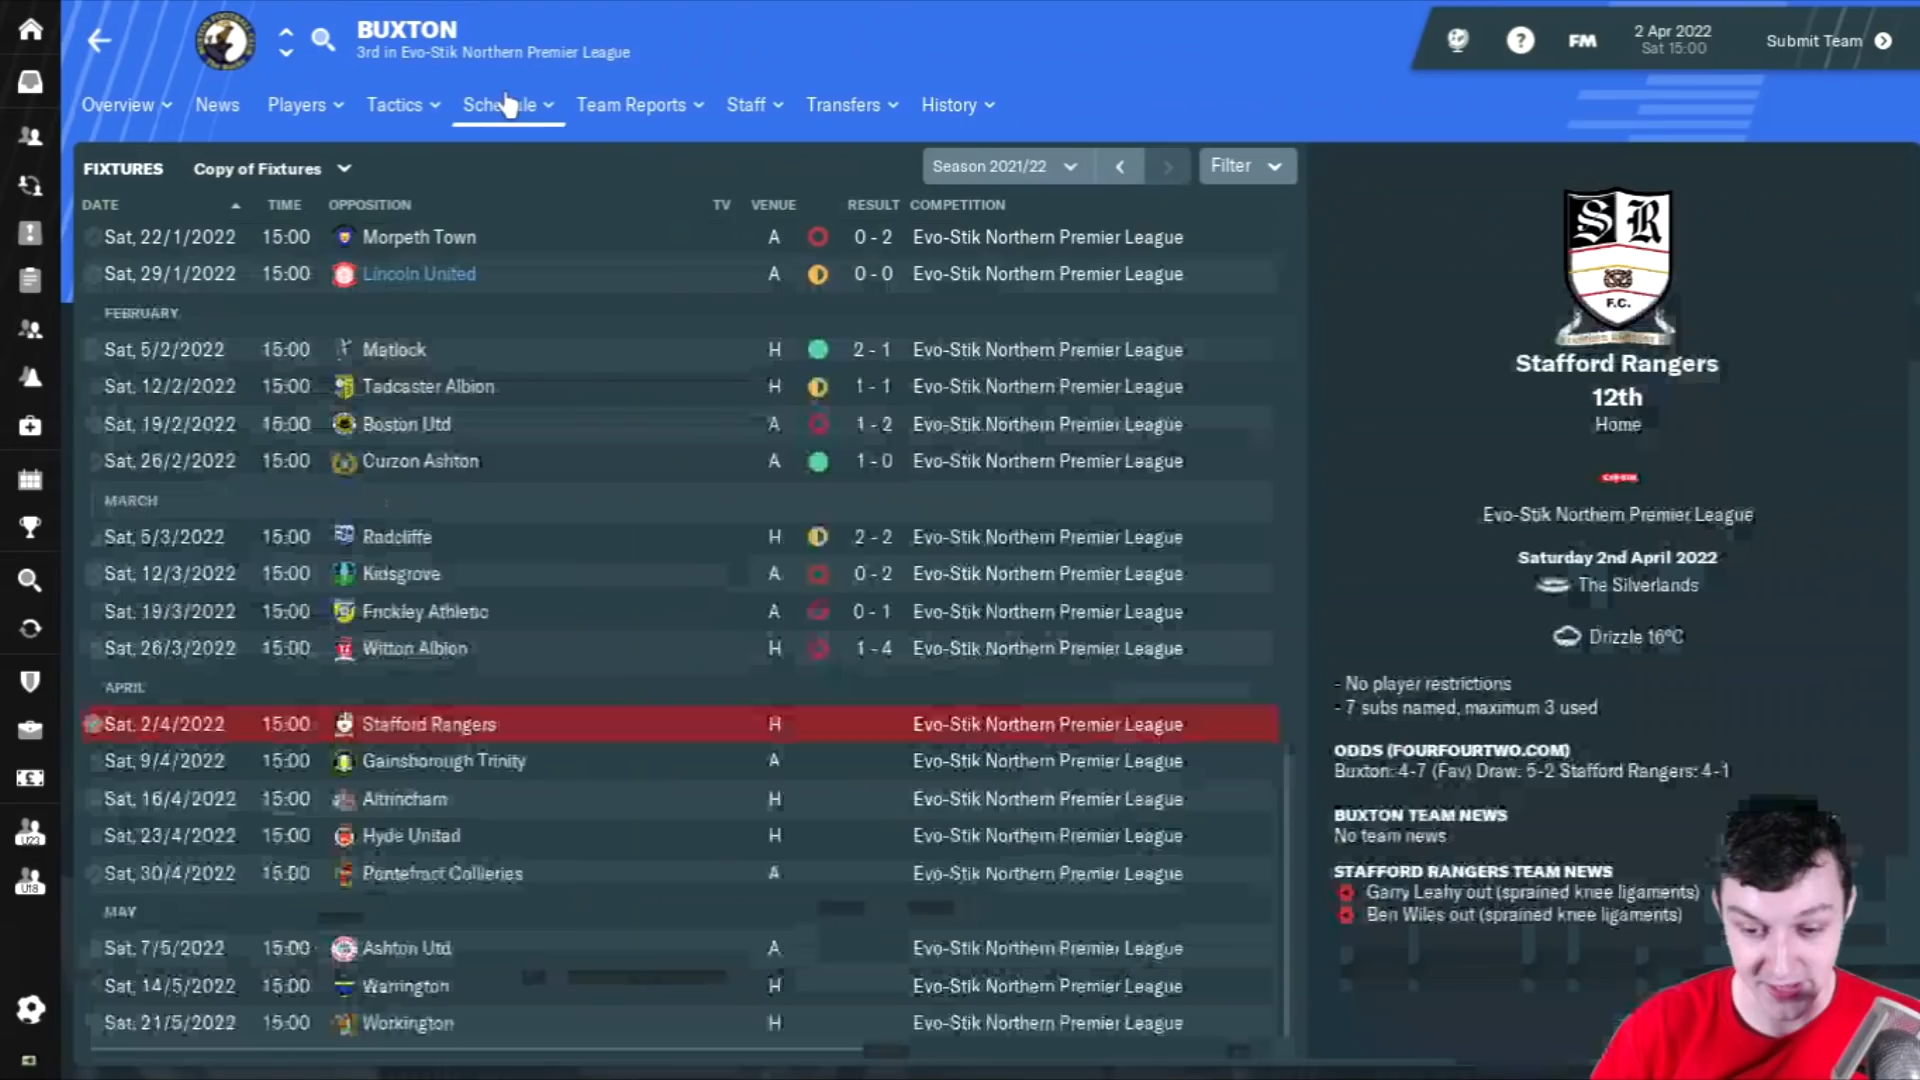 BUXTON
3rd in Evo-Stik Northern Premier League
FM
2 Apr 2022
Sat 15:00
Submit Team
Overview
News
Players
Tactics
Schedule
Team Reports
Staff
Transfers
History
FIXTURES
Copy of Fixtures
Season 2021/22
Filter
DATE TIME OPPOSITION TV VENUE RESULT COMPETITION
Sat, 22/1/2022 15:00 Morpeth Town A 0 - 2 Evo-Stik Northern Premier League
Sat, 29/1/2022 15:00 Lincoln United A 0 - 0 Evo-Stik Northern Premier League
FEBRUARY
Sat, 5/2/2022 15:00 Matlock H 2 - 1 Evo-Stik Northern Premier League
Sat, 12/2/2022 15:00 Tadcaster Albion H 1 - 1 Evo-Stik Northern Premier League
Sat, 19/2/2022 15:00 Boston Utd A 1 - 2 Evo-Stik Northern Premier League
Sat, 26/2/2022 15:00 Curzon Ashton A 1 - 0 Evo-Stik Northern Premier League
MARCH
Sat, 5/3/2022 15:00 Radcliffe H 2 - 2 Evo-Stik Northern Premier League
Sat, 12/3/2022 15:00 Kidsgrove A 0 - 2 Evo-Stik Northern Premier League
Sat, 19/3/2022 15:00 Frickley Athletic A 0 - 1 Evo-Stik Northern Premier League
Sat, 26/3/2022 15:00 Witton Albion H 1 - 4 Evo-Stik Northern Premier League
APRIL
Sat, 2/4/2022 15:00 Stafford Rangers H Evo-Stik Northern Premier League
Sat, 9/4/2022 15:00 Gainsborough Trinity A Evo-Stik Northern Premier League
Sat, 16/4/2022 15:00 Altrincham H Evo-Stik Northern Premier League
Sat, 23/4/2022 15:00 Hyde United H Evo-Stik Northern Premier League
Sat, 30/4/2022 15:00 Pontefract Collieries A Evo-Stik Northern Premier League
MAY
Sat, 7/5/2022 15:00 Ashton Utd A Evo-Stik Northern Premier League
Sat, 14/5/2022 15:00 Warrington H Evo-Stik Northern Premier League
Sat, 21/5/2022 15:00 Workington H Evo-Stik Northern Premier League
S R
F.C.
Stafford Rangers
12th
Home
Evo-Stik Northern Premier League
Saturday 2nd April 2022
The Silverlands
Drizzle 16°C
- No player restrictions
- 7 subs named, maximum 3 used
ODDS (FOURFOURTWO.COM)
Buxton: 4-7 (Fav) Draw: 5-2 Stafford Rangers: 4-1
BUXTON TEAM NEWS
No team news
STAFFORD RANGERS TEAM NEWS
Garry Leahy out (sprained knee ligaments)
Ben Wiles out (sprained knee ligaments)
U23
U18